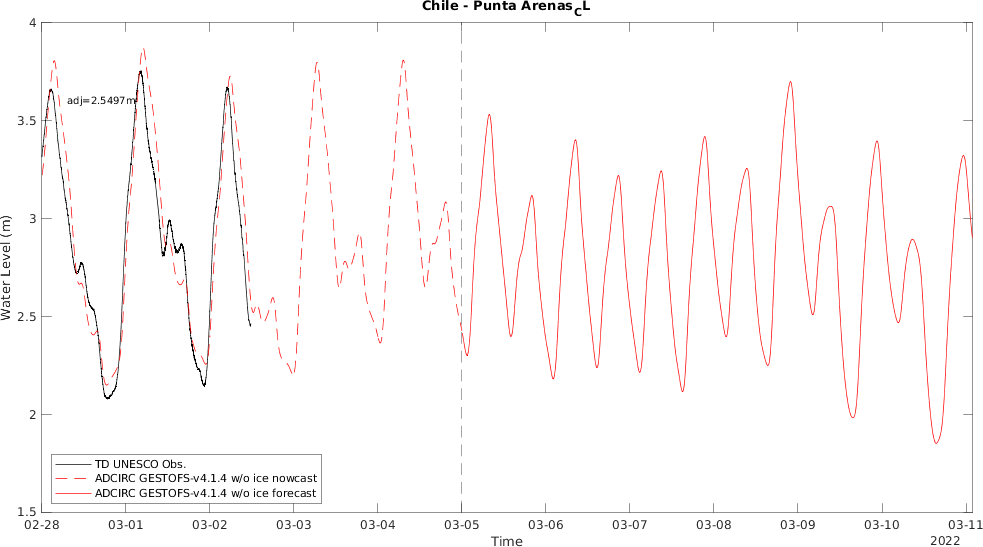 Chile - Punta Arenas_CL
4
3.5
3
2.5
2
1.5
Water Level (m)
adj=2.5497m
TD UNESCO Obs.
ADCIRC GESTOFS-v4.1.4 w/o ice nowcast
ADCIRC GESTOFS-v4.1.4 w/o ice forecast
02-28 03-01 03-02 03-03 03-04 03-05 03-06 03-07 03-08 03-09 03-10 03-11
Time
2022